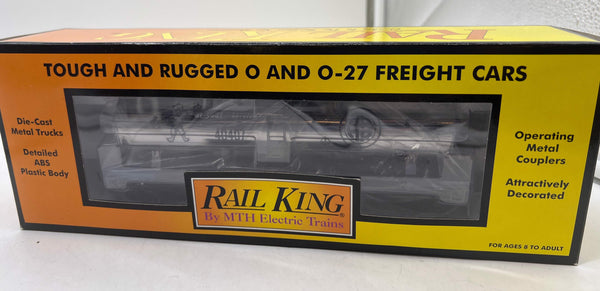 TOUGH AND RUGGED O AND O-27 FREIGHT CARS
Die-Cast
Metal Trucks
Detailed
ABS
Plastic Body
Operating
Metal
Couplers
Attractively
Decorated
RAIL KING®
By MTH Electric Trains
FOR AGES 8 TO ADULT